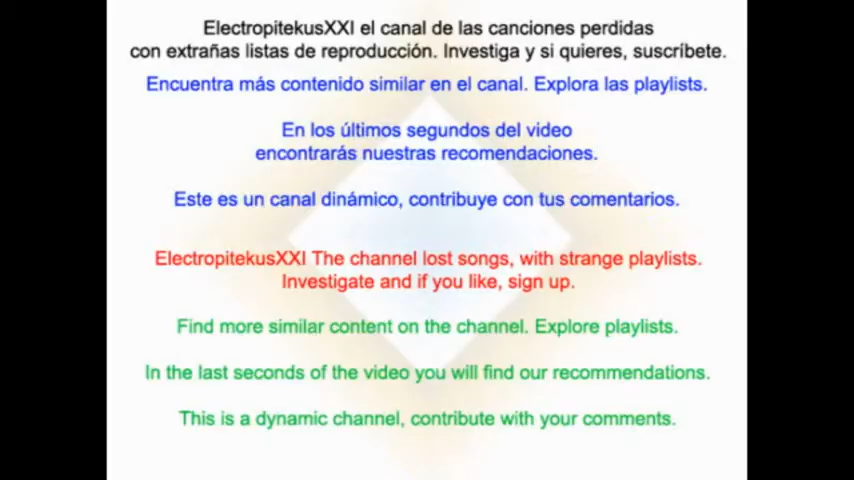 ElectropitekusXXI el canal de las canciones perdidas
con extrañas listas de reproducción. Investiga y si quieres, suscríbete.
Encuentra más contenido similar en el canal. Explora las playlists.
En los últimos segundos del video
encontrarás nuestras recomendaciones.
Este es un canal dinámico, contribuye con tus comentarios.
ElectropitekusXXI The channel lost songs, with strange playlists.
Investigate and if you like, sign up.
Find more similar content on the channel. Explore playlists.
In the last seconds of the video you will find our recommendations.
This is a dynamic channel, contribute with your comments.